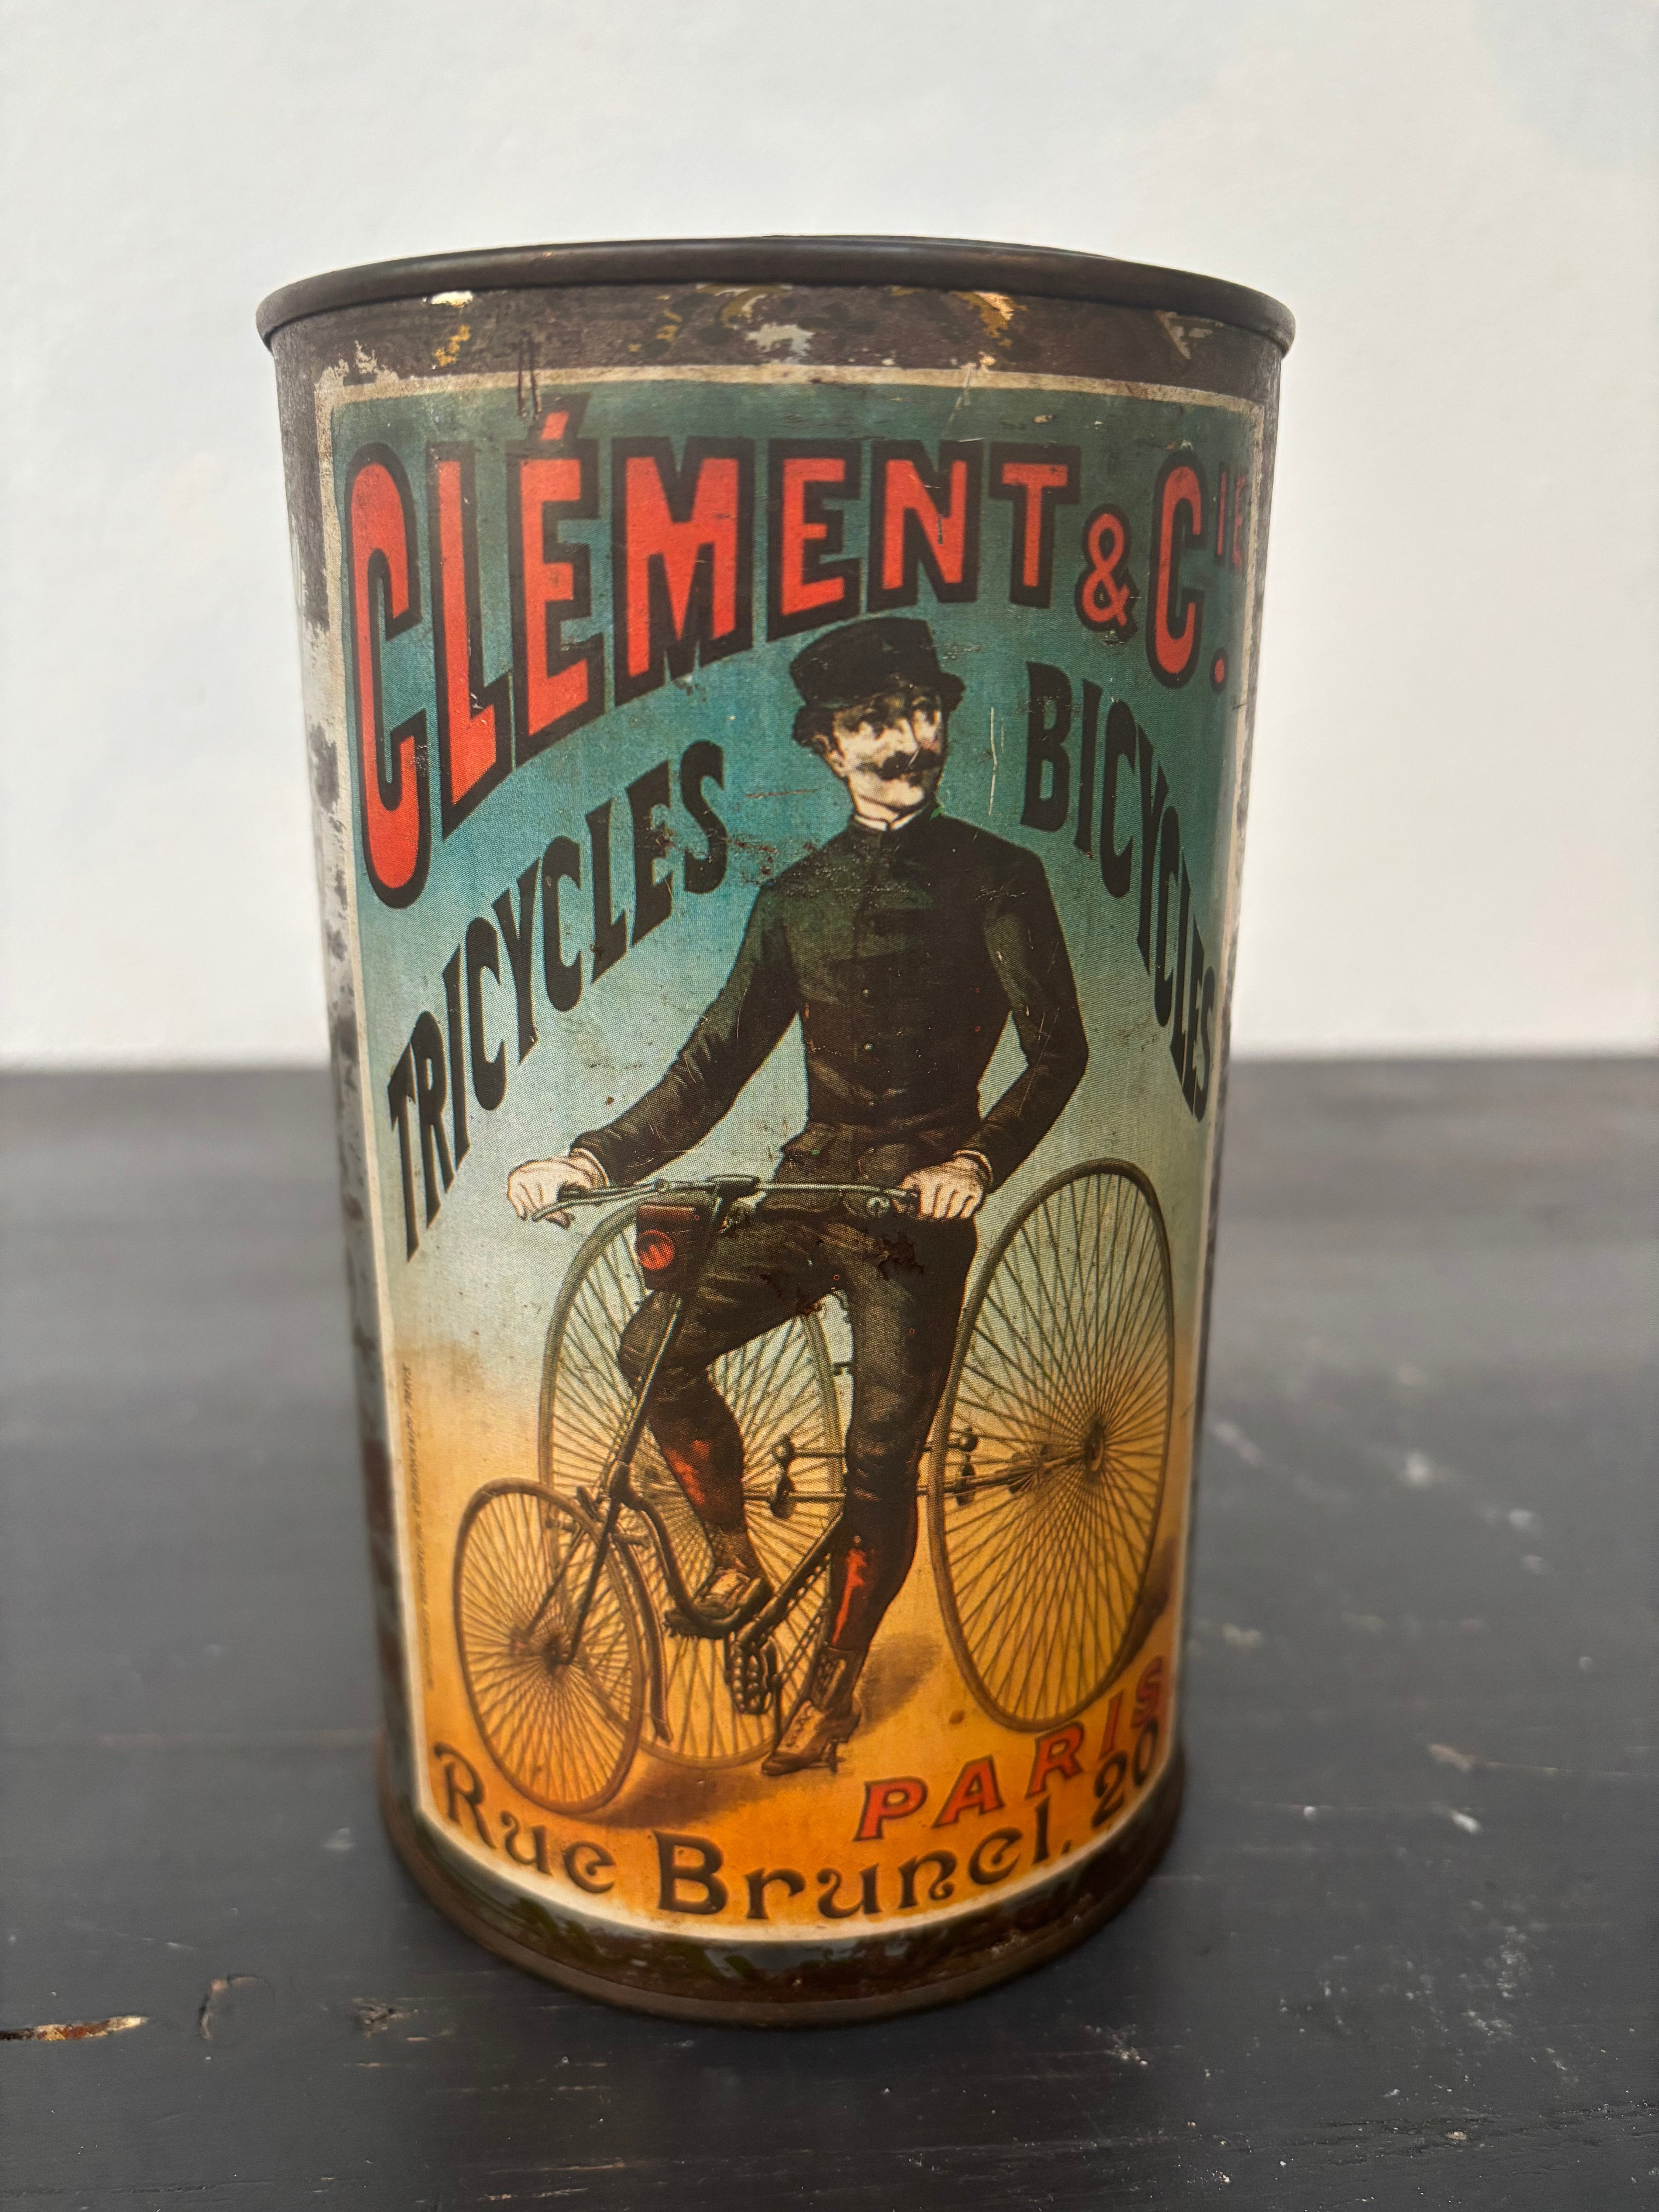 CLÉMENT & Cie.
TRICYCLES
BICYCLES
PARIS
Rue Brunel, 20